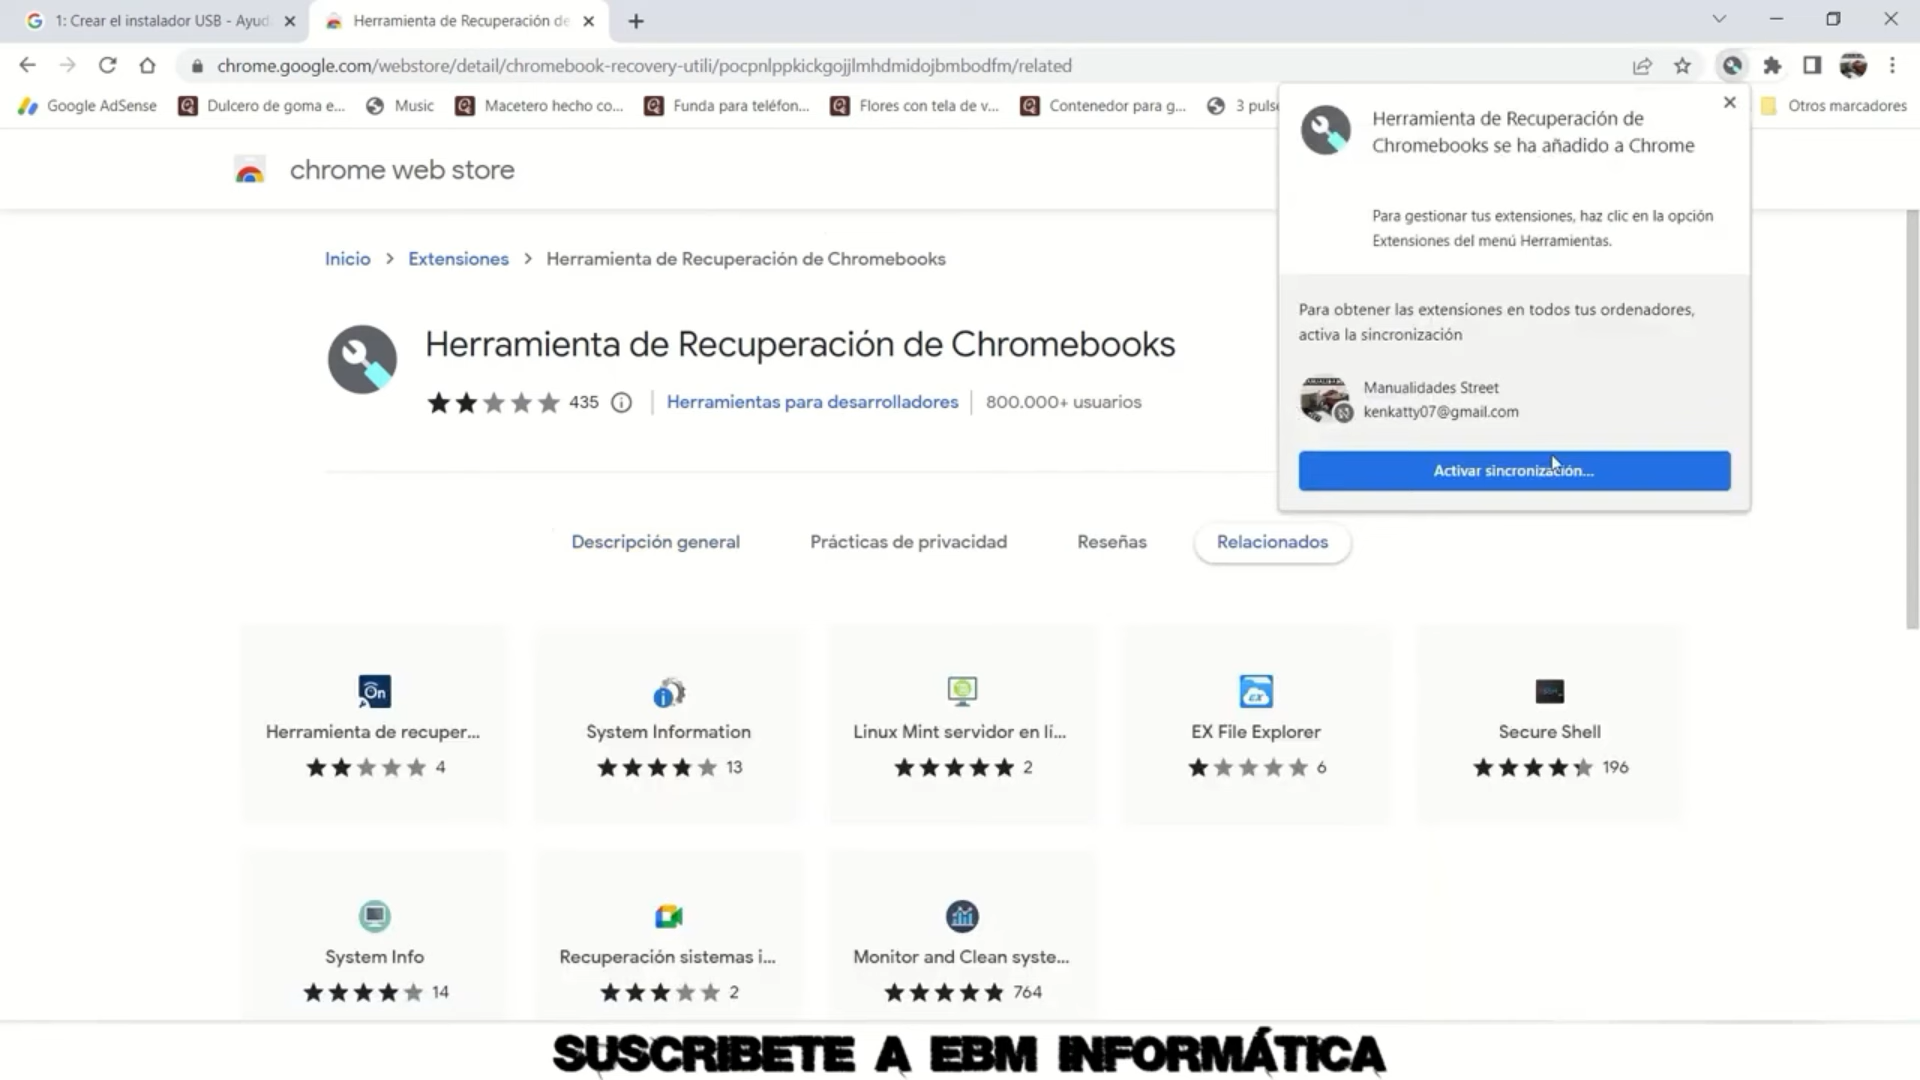 1: Crear el instalador USB - Ayud
Herramienta de Recuperación de
chrome.google.com/webstore/detail/chromebook-recovery-utili/pocpnlppkickgojjlmhdmidojbmbodfm/related
Google AdSense
Dulcero de goma e...
Music
Macetero hecho co...
Funda para teléfon...
Flores con tela de v...
Contenedor para g...
3 pulse
Otros marcadores
Herramienta de Recuperación de
Chromebooks se ha añadido a Chrome
Para gestionar tus extensiones, haz clic en la opción
Extensiones del menú Herramientas.
Para obtener las extensiones en todos tus ordenadores,
activa la sincronización
Manualidades Street
kenkatty07@gmail.com
Activar sincronización...
chrome web store
Inicio > Extensiones > Herramienta de Recuperación de Chromebooks
Herramienta de Recuperación de Chromebooks
435
Herramientas para desarrolladores
800.000+ usuarios
Descripción general
Prácticas de privacidad
Reseñas
Relacionados
On
Herramienta de recuper...
4
System Information
13
Linux Mint servidor en lí...
2
EX
EX File Explorer
6
Secure Shell
196
System Info
14
Recuperación sistemas i...
2
Monitor and Clean syste...
764
SUSCRIBETE A EBM INFORMÁTICA